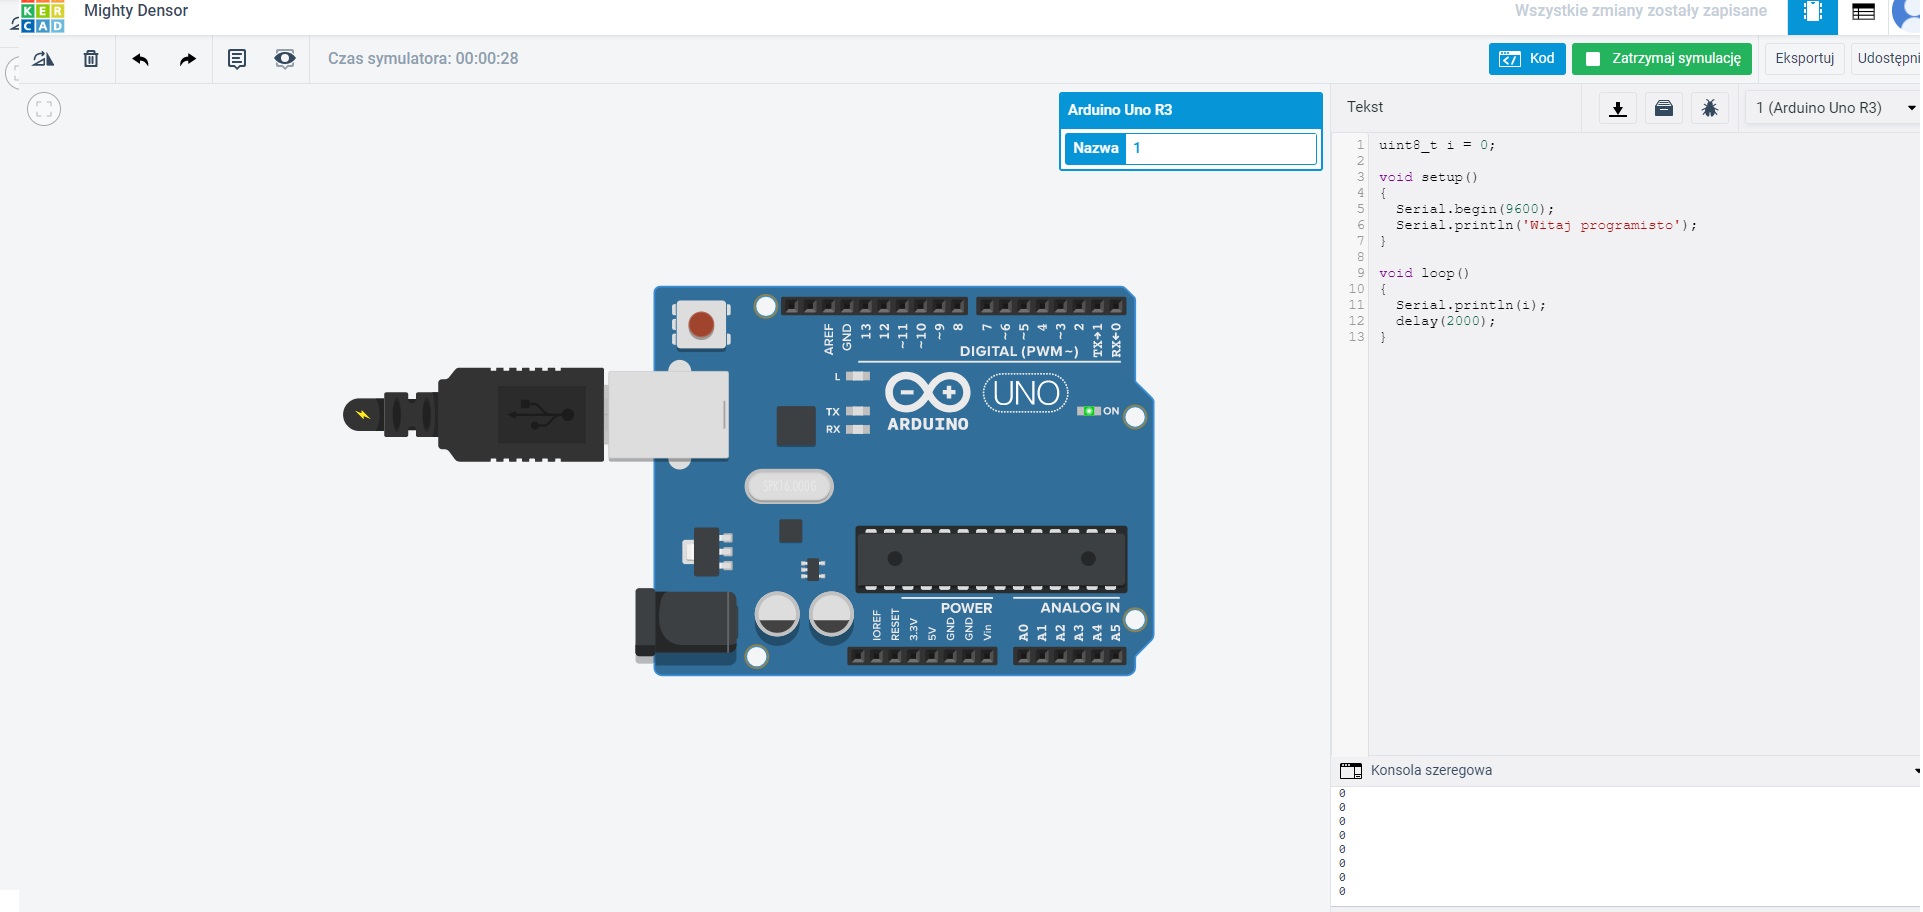 KER
CAD
Mighty Densor
Wszystkie zmiany zostały zapisane
Czas symulatora: 00:00:28
Kod
Zatrzymaj symulację
Eksportuj
Udostępni
Arduino Uno R3
Nazwa 1
Tekst
1 (Arduino Uno R3)
1 uint8_t i = 0;
2
3 void setup()
4 {
5 Serial.begin(9600);
6 Serial.println('Witaj programisto');
7 }
8
9 void loop()
10 {
11 Serial.println(i);
12 delay(2000);
13 }
AREF GND 13 12 ~11 ~10 ~9 8 7 ~6 ~5 4 ~3 2 TX→1 RX←0
DIGITAL (PWM~)
L
TX
RX
UNO
ARDUINO
ON
SPK16.000G
POWER
ANALOG IN
IOREF RESET 3.3V 5V GND GND Vin A0 A1 A2 A3 A4 A5
Konsola szeregowa
0
0
0
0
0
0
0
0